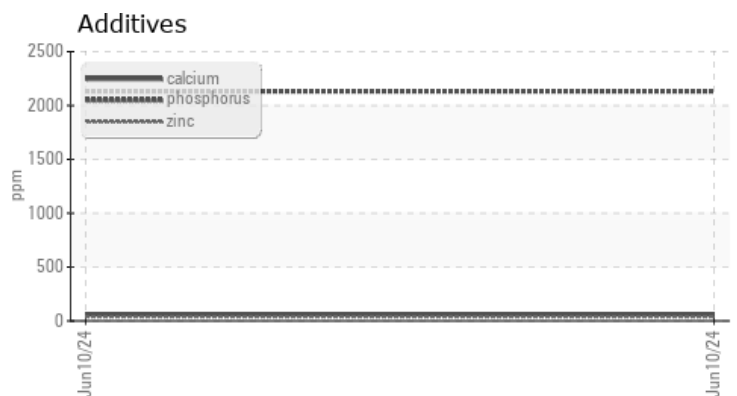 Additives
2500
2000
1500
1000
500
0
ppm
calcium
phosphorus
zinc
Jun10/24
Jun10/24